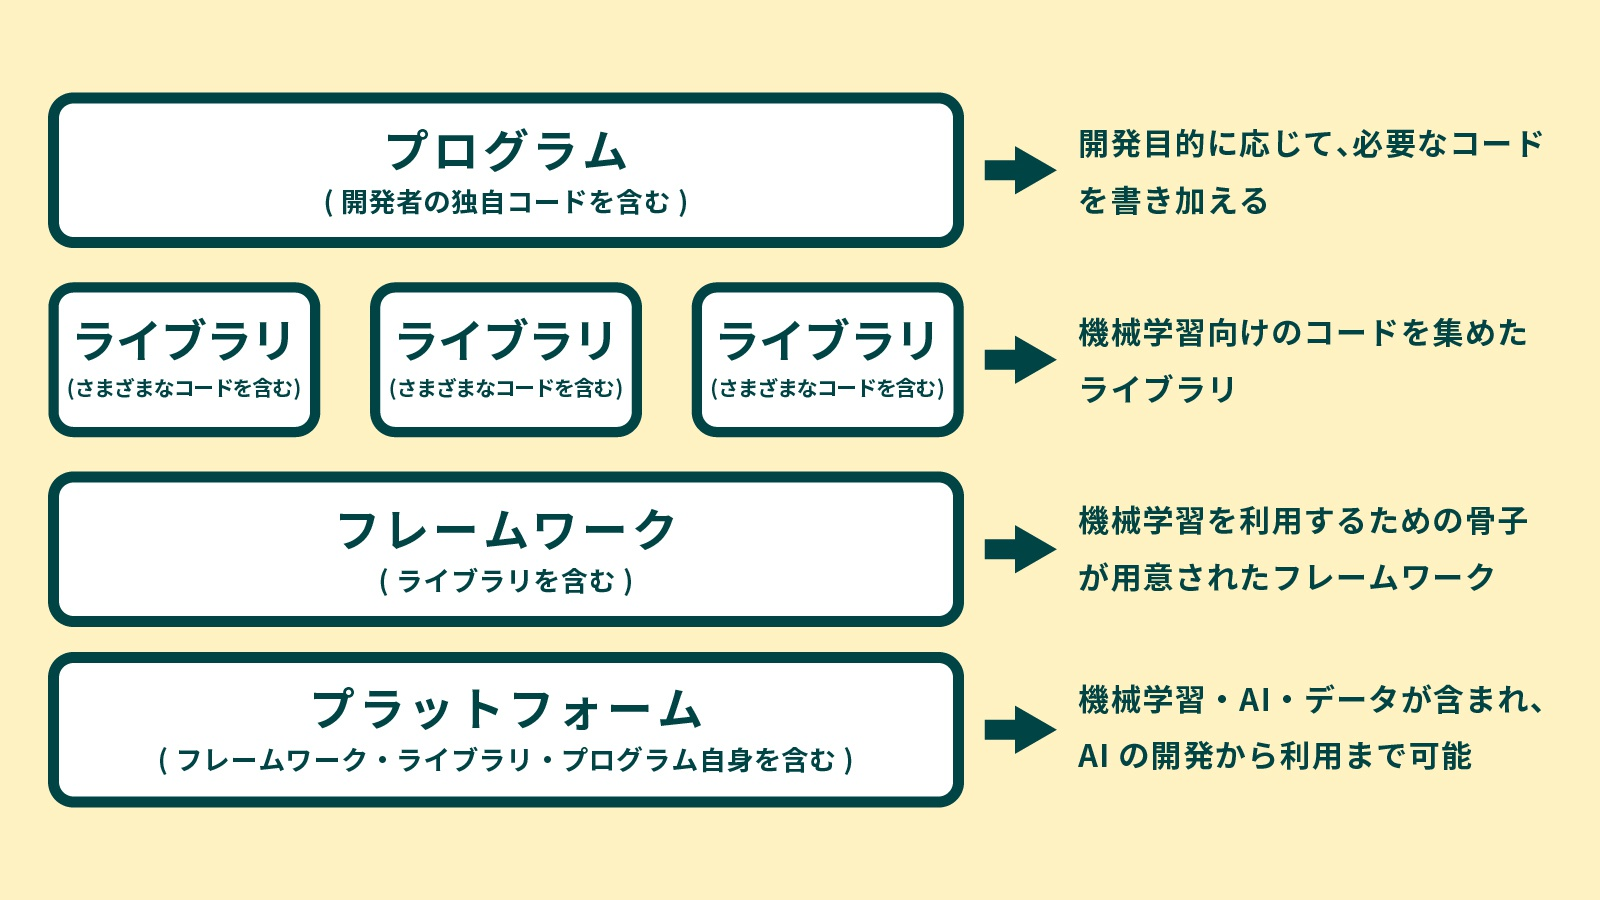 プログラム
( 開発者の独自コードを含む )
開発目的に応じて、必要なコード
を書き加える
ライブラリ
(さまざまなコードを含む)
ライブラリ
(さまざまなコードを含む)
ライブラリ
(さまざまなコードを含む)
機械学習向けのコードを集めた
ライブラリ
フレームワーク
( ライブラリを含む )
機械学習を利用するための骨子
が用意されたフレームワーク
プラットフォーム
( フレームワーク・ライブラリ・プログラム自身を含む )
機械学習・AI・データが含まれ、
AI の開発から利用まで可能